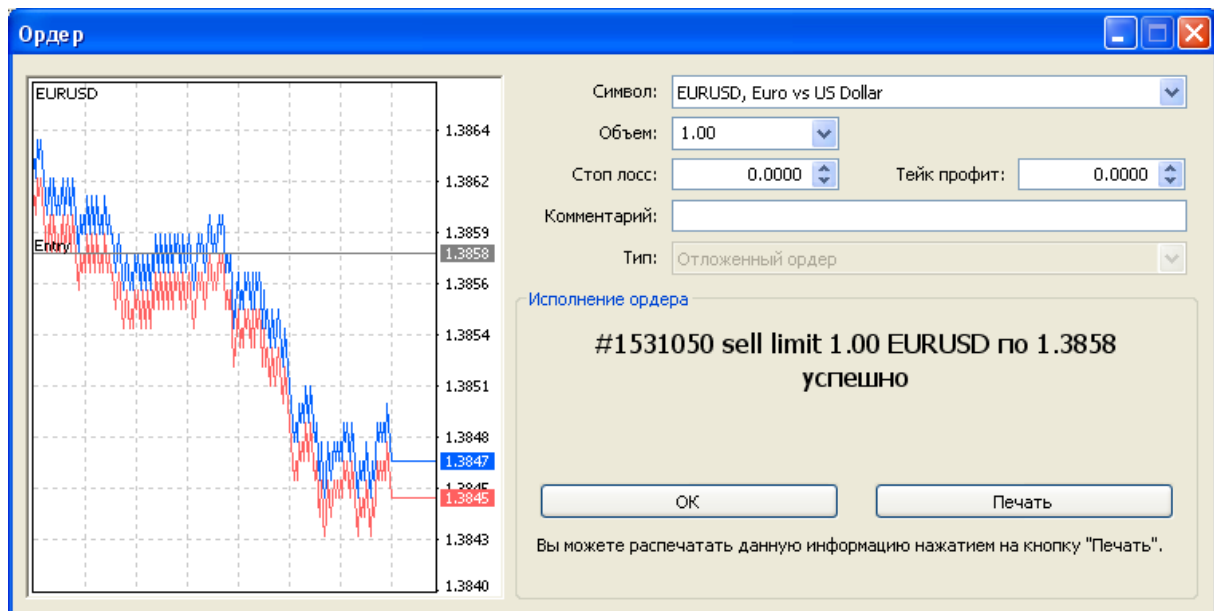 Ордер
EURUSD
Entry
1.3864
1.3862
1.3859
1.3858
1.3856
1.3854
1.3851
1.3848
1.3847
1.3845
1.3845
1.3843
1.3840
Символ: EURUSD, Euro vs US Dollar
Объем: 1.00
Стоп лосс: 0.0000 Тейк профит: 0.0000
Комментарий:
Тип: Отложенный ордер
Исполнение ордера
#1531050 sell limit 1.00 EURUSD по 1.3858
успешно
OK Печать
Вы можете распечатать данную информацию нажатием на кнопку "Печать".